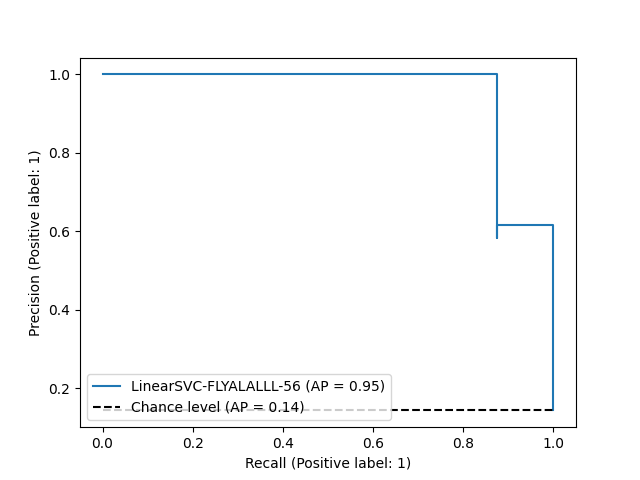 1.0
0.8
0.6
0.4
0.2
Precision (Positive label: 1)
LinearSVC-FLYALALLL-56 (AP = 0.95)
Chance level (AP = 0.14)
0.0 0.2 0.4 0.6 0.8 1.0
Recall (Positive label: 1)